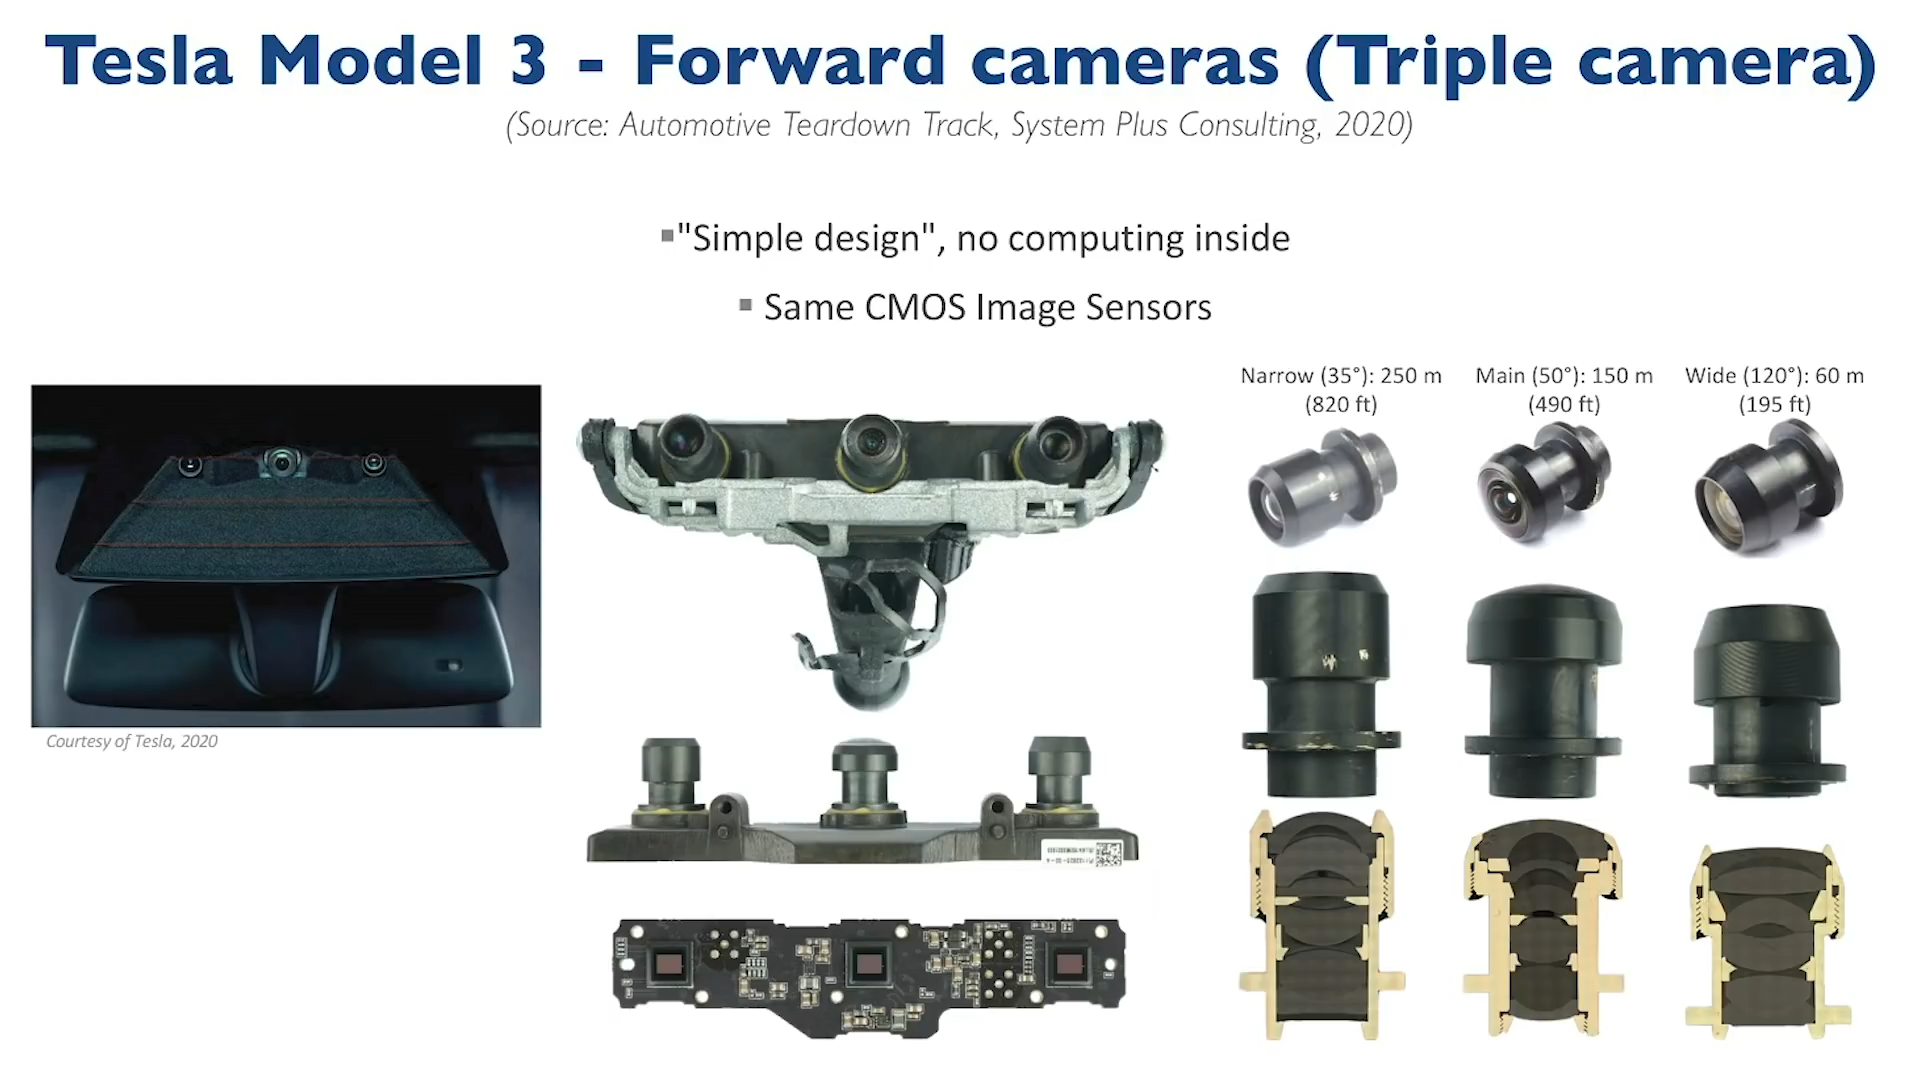 Tesla Model 3 - Forward cameras (Triple camera)
(Source: Automotive Teardown Track, System Plus Consulting, 2020)
"Simple design", no computing inside
Same CMOS Image Sensors
Narrow (35°): 250 m
(820 ft)
Main (50°): 150 m
(490 ft)
Wide (120°): 60 m
(195 ft)
Courtesy of Tesla, 2020